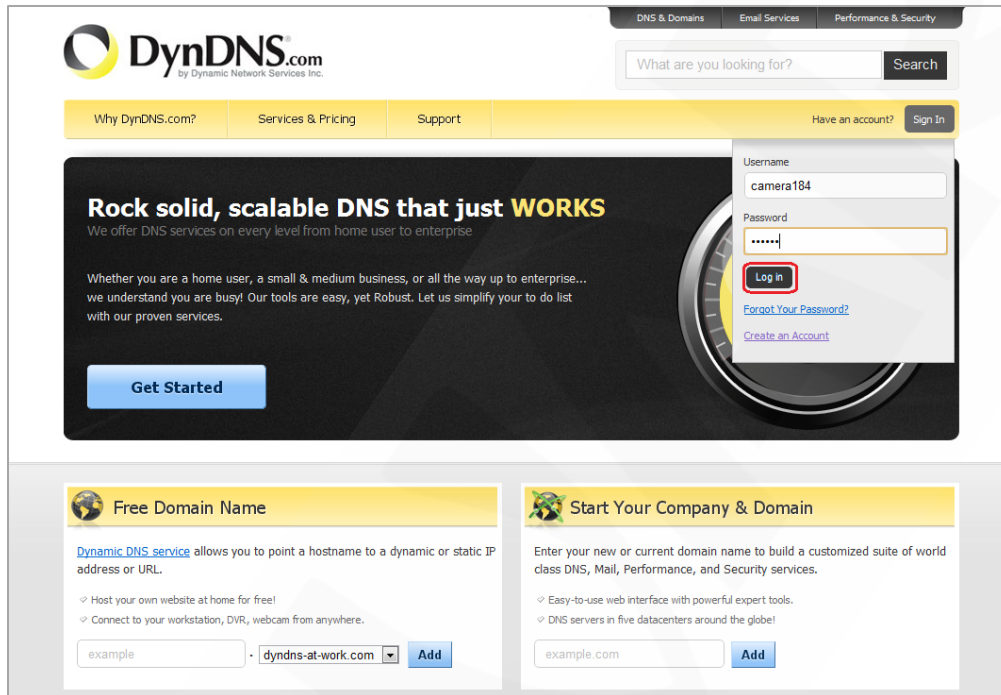 DNS & Domains Email Services Performance & Security
DynDNS.com
by Dynamic Network Services Inc.
What are you looking for? Search
Why DynDNS.com? Services & Pricing Support Have an account? Sign In
Username
camera184
Password
••••••
Log in
Forgot Your Password?
Create an Account
Rock solid, scalable DNS that just WORKS
We offer DNS services on every level from home user to enterprise
Whether you are a home user, a small & medium business, or all the way up to enterprise...
we understand you are busy! Our tools are easy, yet Robust. Let us simplify your to do list
with our proven services.
Get Started
Free Domain Name
Dynamic DNS service allows you to point a hostname to a dynamic or static IP
address or URL.
Host your own website at home for free!
Connect to your workstation, DVR, webcam from anywhere.
example . dyndns-at-work.com Add
Start Your Company & Domain
Enter your new or current domain name to build a customized suite of world
class DNS, Mail, Performance, and Security services.
Easy-to-use web interface with powerful expert tools.
DNS servers in five datacenters around the globe!
example.com Add